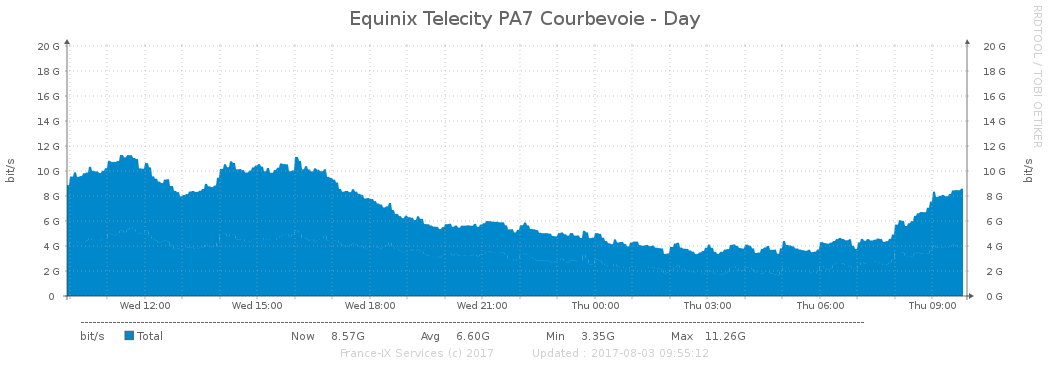 Equinix Telecity PA7 Courbevoie - Day
RRDTOOL / TOBI OETIKER
20 G 20 G
18 G 18 G
16 G 16 G
14 G 14 G
12 G 12 G
10 G 10 G
8 G 8 G
6 G 6 G
4 G 4 G
2 G 2 G
0 0 G
bit/s
bit/s
Wed 12:00 Wed 15:00 Wed 18:00 Wed 21:00 Thu 00:00 Thu 03:00 Thu 06:00 Thu 09:00
bit/s Total Now 8.57G Avg 6.60G Min 3.35G Max 11.26G
France-IX Services (c) 2017 Updated : 2017-08-03 09:55:12